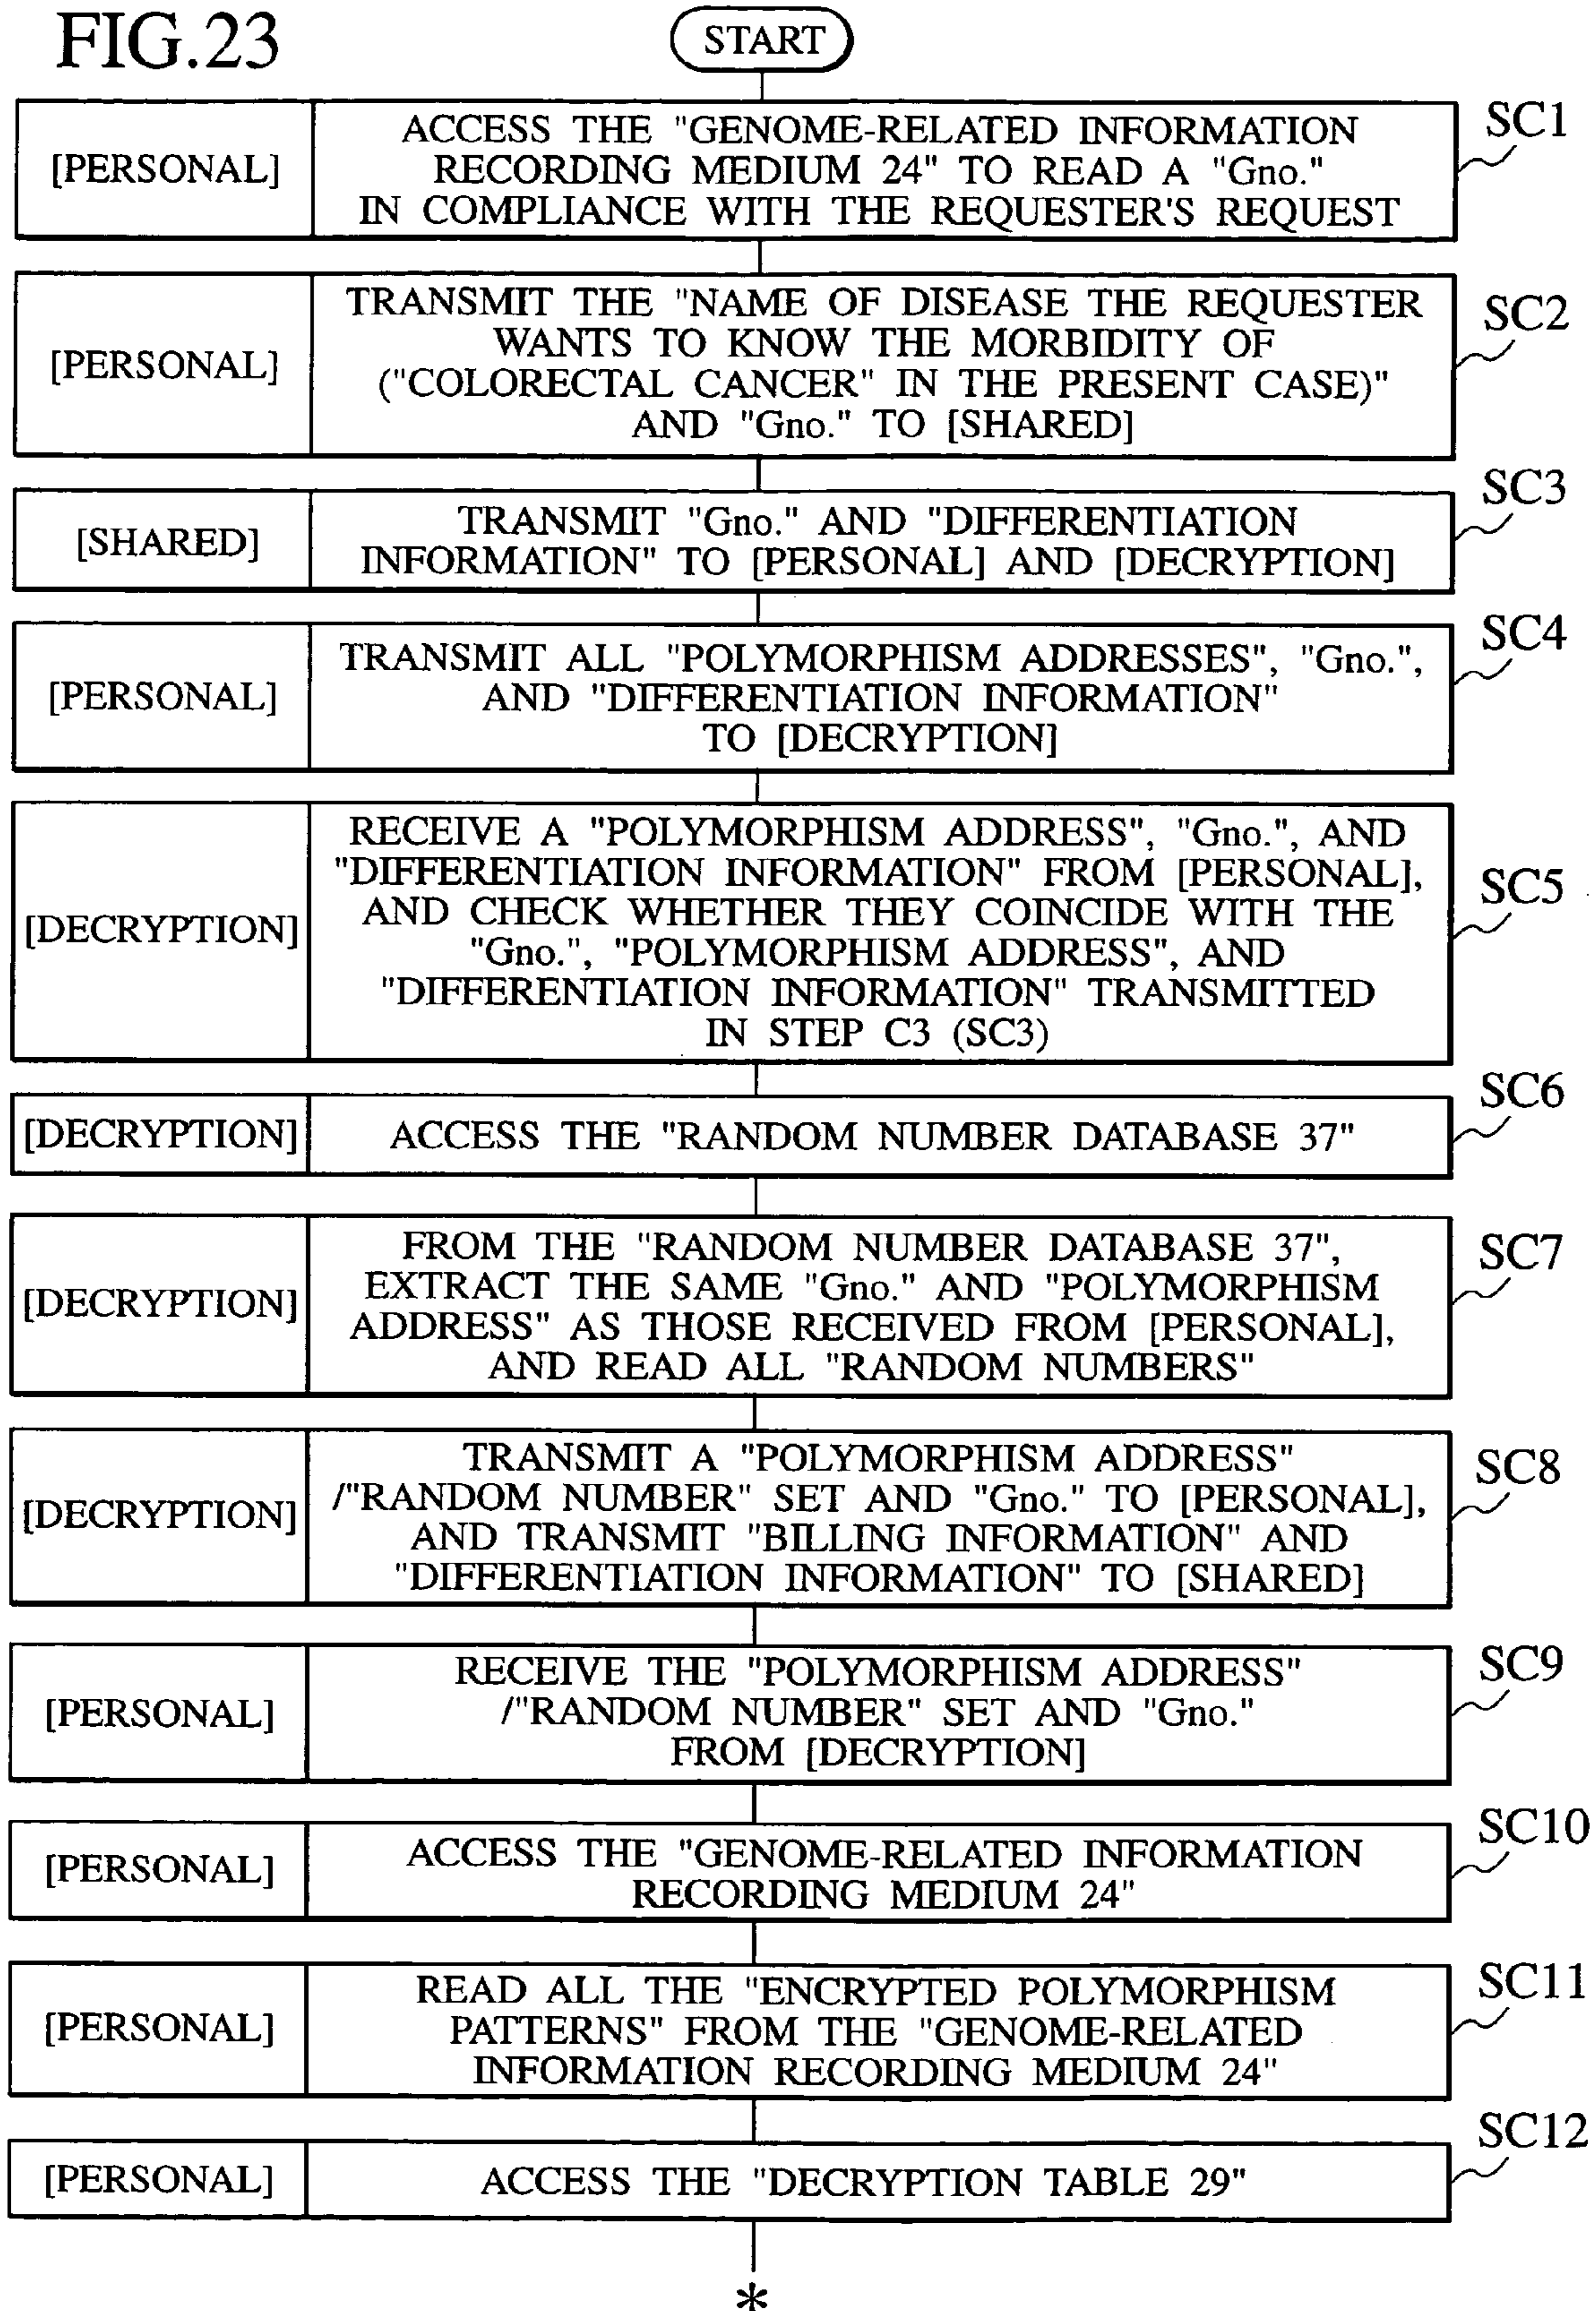 FIG.23
START
SC1
[PERSONAL]
ACCESS THE "GENOME-RELATED INFORMATION
RECORDING MEDIUM 24" TO READ A "Gno."
IN COMPLIANCE WITH THE REQUESTER'S REQUEST
SC2
[PERSONAL]
TRANSMIT THE "NAME OF DISEASE THE REQUESTER
WANTS TO KNOW THE MORBIDITY OF
("COLORECTAL CANCER" IN THE PRESENT CASE)"
AND "Gno." TO [SHARED]
SC3
[SHARED]
TRANSMIT "Gno." AND "DIFFERENTIATION
INFORMATION" TO [PERSONAL] AND [DECRYPTION]
SC4
[PERSONAL]
TRANSMIT ALL "POLYMORPHISM ADDRESSES", "Gno.",
AND "DIFFERENTIATION INFORMATION"
TO [DECRYPTION]
SC5
[DECRYPTION]
RECEIVE A "POLYMORPHISM ADDRESS", "Gno.", AND
"DIFFERENTIATION INFORMATION" FROM [PERSONAL],
AND CHECK WHETHER THEY COINCIDE WITH THE
"Gno.", "POLYMORPHISM ADDRESS", AND
"DIFFERENTIATION INFORMATION" TRANSMITTED
IN STEP C3 (SC3)
SC6
[DECRYPTION]
ACCESS THE "RANDOM NUMBER DATABASE 37"
SC7
[DECRYPTION]
FROM THE "RANDOM NUMBER DATABASE 37",
EXTRACT THE SAME "Gno." AND "POLYMORPHISM
ADDRESS" AS THOSE RECEIVED FROM [PERSONAL],
AND READ ALL "RANDOM NUMBERS"
SC8
[DECRYPTION]
TRANSMIT A "POLYMORPHISM ADDRESS"
/"RANDOM NUMBER" SET AND "Gno." TO [PERSONAL],
AND TRANSMIT "BILLING INFORMATION" AND
"DIFFERENTIATION INFORMATION" TO [SHARED]
SC9
[PERSONAL]
RECEIVE THE "POLYMORPHISM ADDRESS"
/"RANDOM NUMBER" SET AND "Gno."
FROM [DECRYPTION]
SC10
[PERSONAL]
ACCESS THE "GENOME-RELATED INFORMATION
RECORDING MEDIUM 24"
SC11
[PERSONAL]
READ ALL THE "ENCRYPTED POLYMORPHISM
PATTERNS" FROM THE "GENOME-RELATED
INFORMATION RECORDING MEDIUM 24"
SC12
[PERSONAL]
ACCESS THE "DECRYPTION TABLE 29"
*